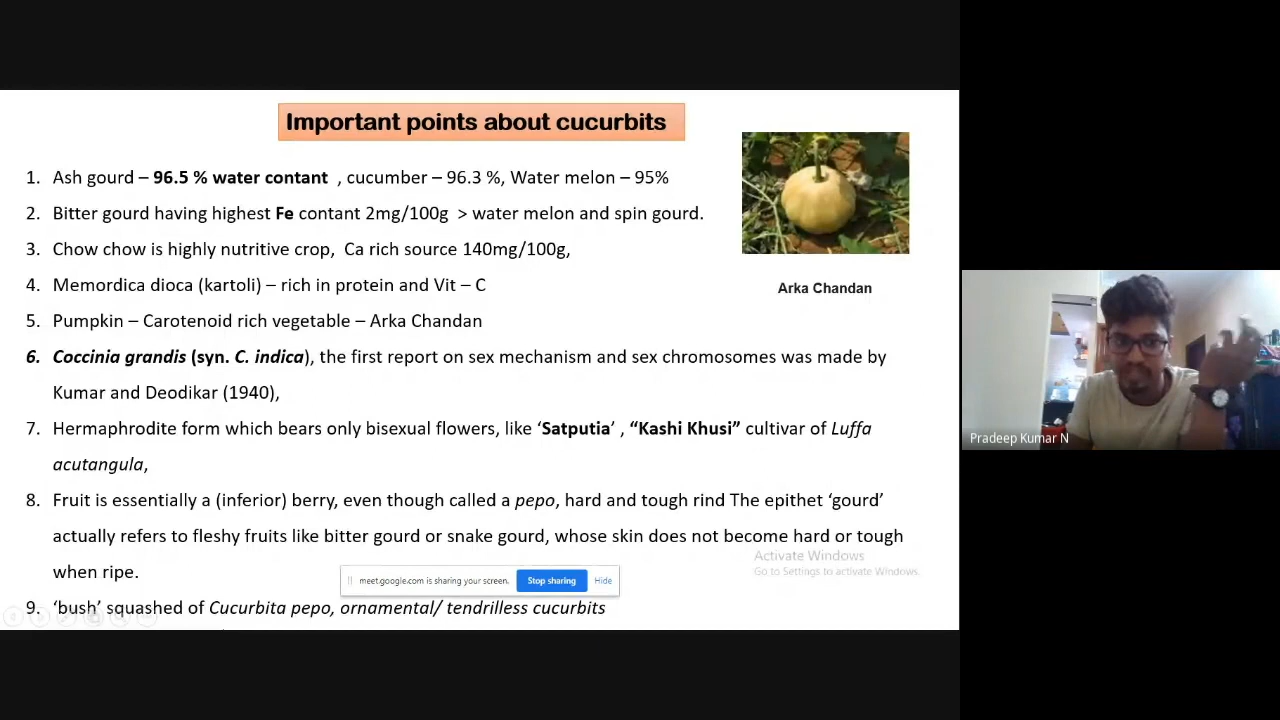 Important points about cucurbits
1. Ash gourd – 96.5 % water contant , cucumber – 96.3 %, Water melon – 95%
2. Bitter gourd having highest Fe contant 2mg/100g > water melon and spin gourd.
3. Chow chow is highly nutritive crop, Ca rich source 140mg/100g,
4. Memordica dioca (kartoli) – rich in protein and Vit – C
5. Pumpkin – Carotenoid rich vegetable – Arka Chandan
6. Coccinia grandis (syn. C. indica), the first report on sex mechanism and sex chromosomes was made by
Kumar and Deodikar (1940),
7. Hermaphrodite form which bears only bisexual flowers, like ‘Satputia’ , “Kashi Khusi” cultivar of Luffa
acutangula,
8. Fruit is essentially a (inferior) berry, even though called a pepo, hard and tough rind The epithet ‘gourd’
actually refers to fleshy fruits like bitter gourd or snake gourd, whose skin does not become hard or tough
when ripe.
9. ‘bush’ squashed of Cucurbita pepo, ornamental/ tendrilless cucurbits
Arka Chandan
Activate Windows
Go to Settings to activate Windows.
meet.google.com is sharing your screen. Stop sharing Hide
Pradeep Kumar N